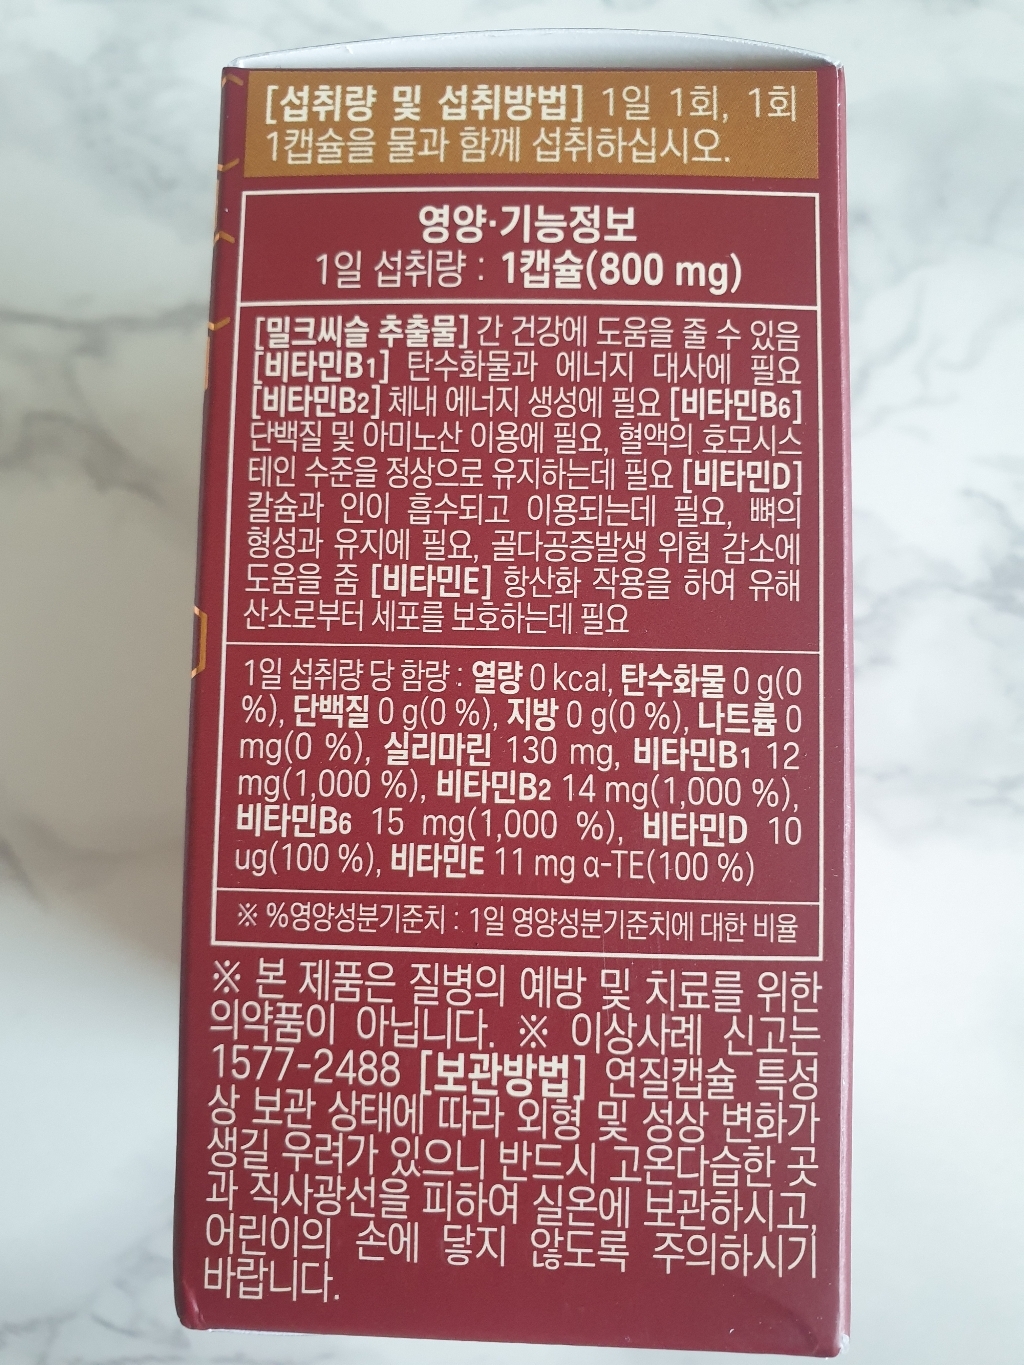 [섭취량 및 섭취방법] 1일 1회, 1회
1캡슐을 물과 함께 섭취하십시오.
영양·기능정보
1일 섭취량 : 1캡슐(800 mg)
[밀크씨슬 추출물] 간 건강에 도움을 줄 수 있음
[비타민B1] 탄수화물과 에너지 대사에 필요
[비타민B2] 체내 에너지 생성에 필요 [비타민B6]
단백질 및 아미노산 이용에 필요, 혈액의 호모시스
테인 수준을 정상으로 유지하는데 필요 [비타민D]
칼슘과 인이 흡수되고 이용되는데 필요, 뼈의
형성과 유지에 필요, 골다공증발생 위험 감소에
도움을 줌 [비타민E] 항산화 작용을 하여 유해
산소로부터 세포를 보호하는데 필요
1일 섭취량 당 함량 : 열량 0 kcal, 탄수화물 0 g(0
%), 단백질 0 g(0 %), 지방 0 g(0 %), 나트륨 0
mg(0 %), 실리마린 130 mg, 비타민B1 12
mg(1,000 %), 비타민B2 14 mg(1,000 %),
비타민B6 15 mg(1,000 %), 비타민D 10
ug(100 %), 비타민E 11 mg α-TE(100 %)
※ %영양성분기준치 : 1일 영양성분기준치에 대한 비율
※ 본 제품은 질병의 예방 및 치료를 위한
의약품이 아닙니다. ※ 이상사례 신고는
1577-2488 [보관방법] 연질캡슐 특성
상 보관 상태에 따라 외형 및 성상 변화가
생길 우려가 있으니 반드시 고온다습한 곳
과 직사광선을 피하여 실온에 보관하시고,
어린이의 손에 닿지 않도록 주의하시기
바랍니다.